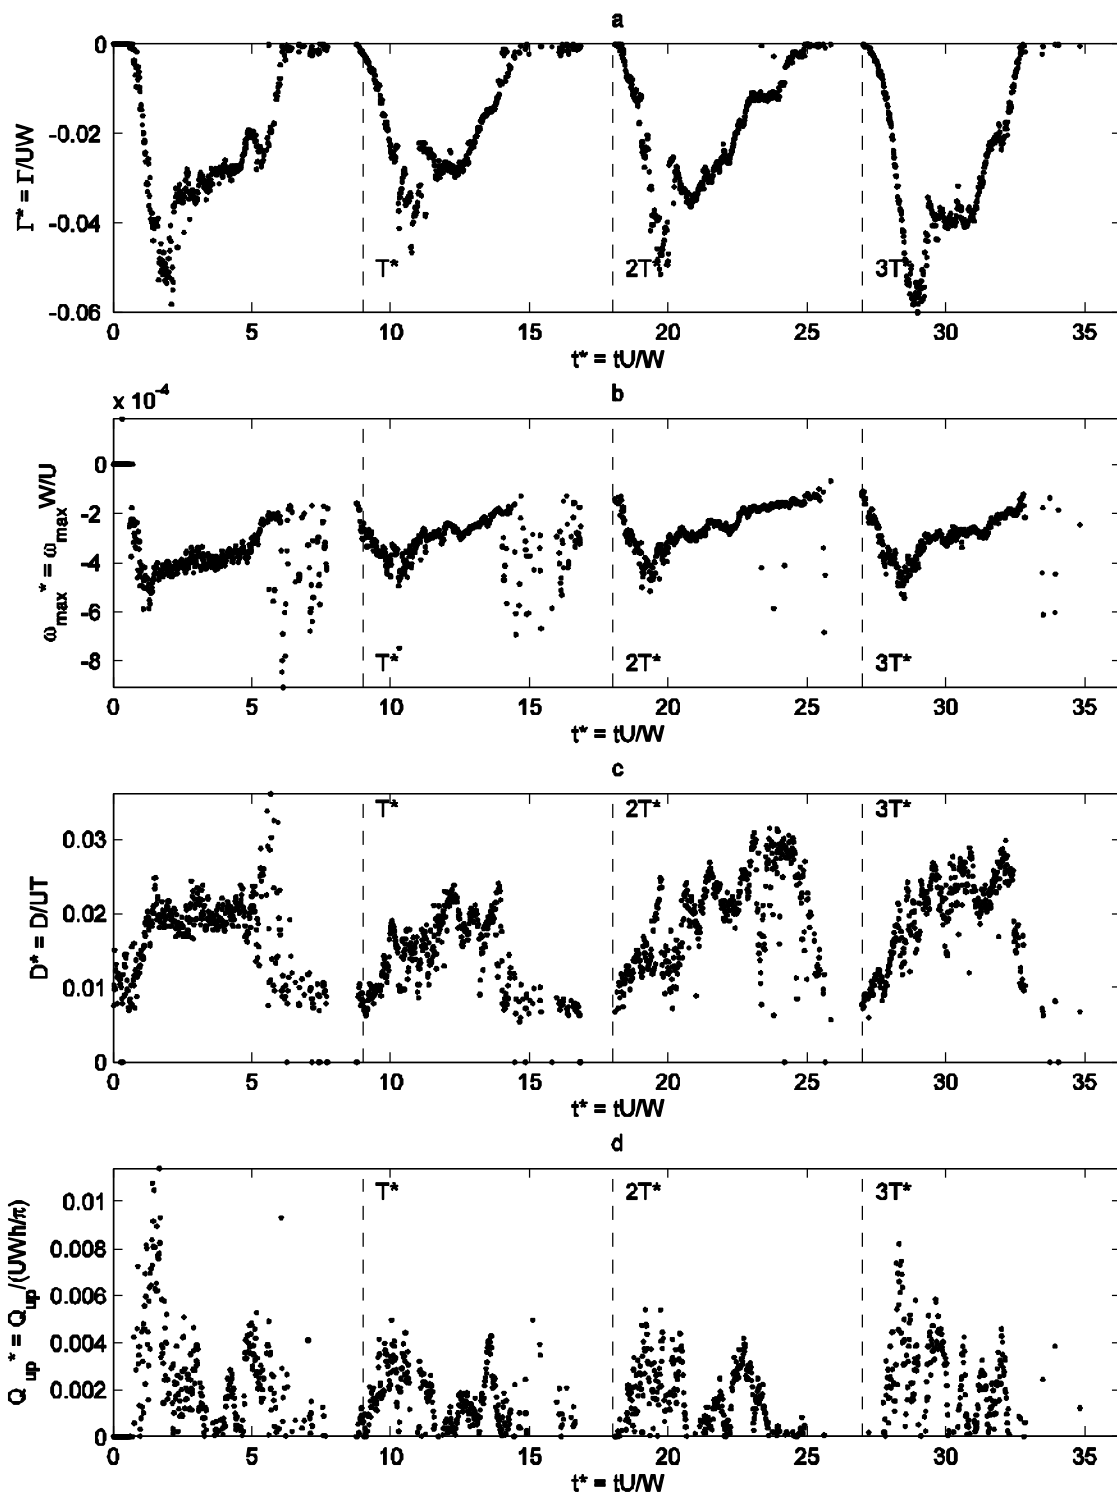 a
0
-0.02
-0.04
-0.06
Γ* = Γ/UW
T*
2T*
3T*
0 5 10 15 20 25 30 35
t* = tU/W
b
x 10⁻⁴
0
-2
-4
-6
-8
ω_max* = ω_max W/U
T*
2T*
3T*
0 5 10 15 20 25 30 35
t* = tU/W
c
0.03
0.02
0.01
0
D* = D/UT
T*
2T*
3T*
0 5 10 15 20 25 30 35
t* = tU/W
d
0.01
0.008
0.006
0.004
0.002
0
Q_up* = Q_up/(UWh/π)
T*
2T*
3T*
0 5 10 15 20 25 30 35
t* = tU/W